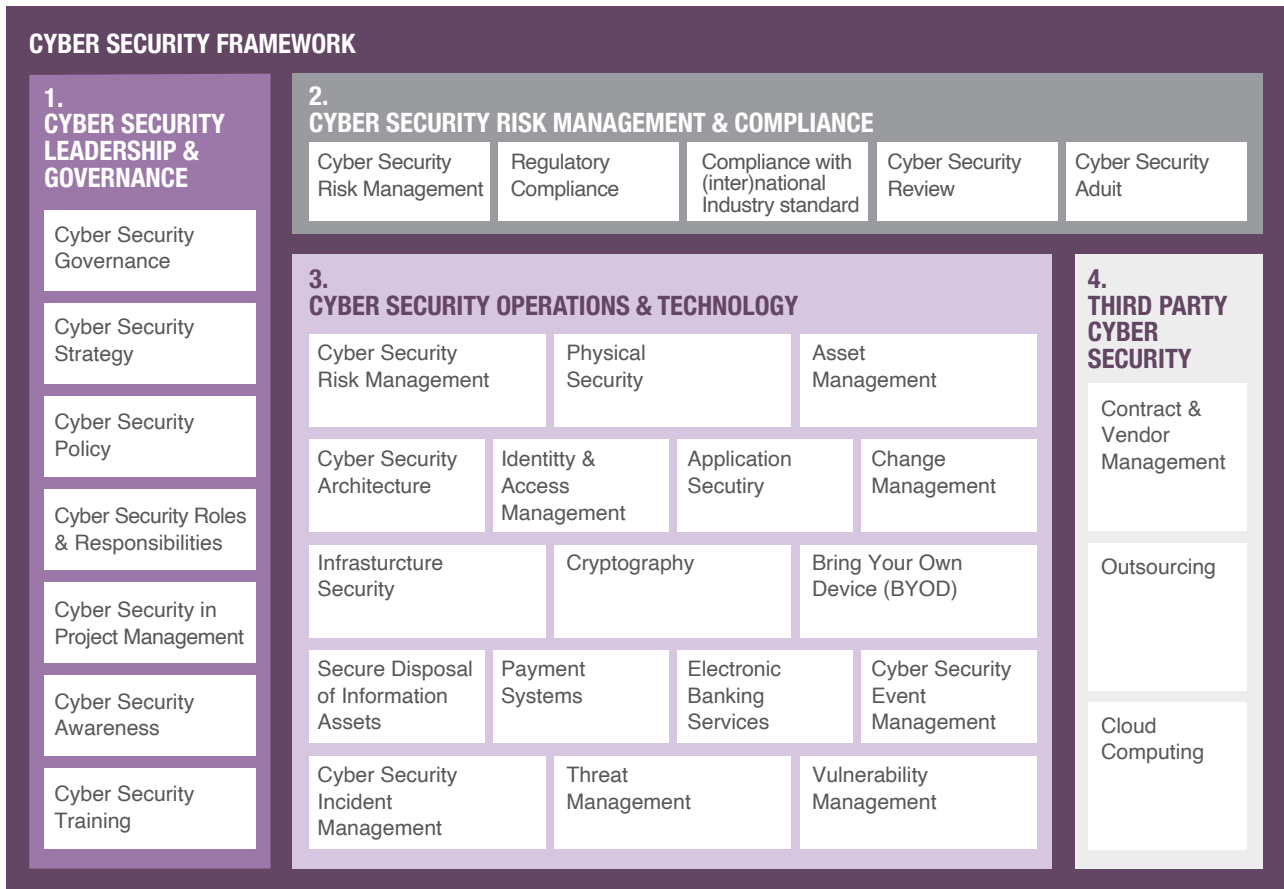 CYBER SECURITY FRAMEWORK
1.
CYBER SECURITY
LEADERSHIP &
GOVERNANCE
Cyber Security
Governance
Cyber Security
Strategy
Cyber Security
Policy
Cyber Security Roles
& Responsibilities
Cyber Security in
Project Management
Cyber Security
Awareness
Cyber Security
Training
2.
CYBER SECURITY RISK MANAGEMENT & COMPLIANCE
Cyber Security
Risk Management
Regulatory
Compliance
Compliance with
(inter)national
Industry standard
Cyber Security
Review
Cyber Security
Aduit
3.
CYBER SECURITY OPERATIONS & TECHNOLOGY
Cyber Security
Risk Management
Physical
Security
Asset
Management
Cyber Security
Architecture
Identitty &
Access
Management
Application
Secutiry
Change
Management
Infrasturcture
Security
Cryptography
Bring Your Own
Device (BYOD)
Secure Disposal
of Information
Assets
Payment
Systems
Electronic
Banking
Services
Cyber Security
Event
Management
Cyber Security
Incident
Management
Threat
Management
Vulnerability
Management
4.
THIRD PARTY
CYBER
SECURITY
Contract &
Vendor
Management
Outsourcing
Cloud
Computing